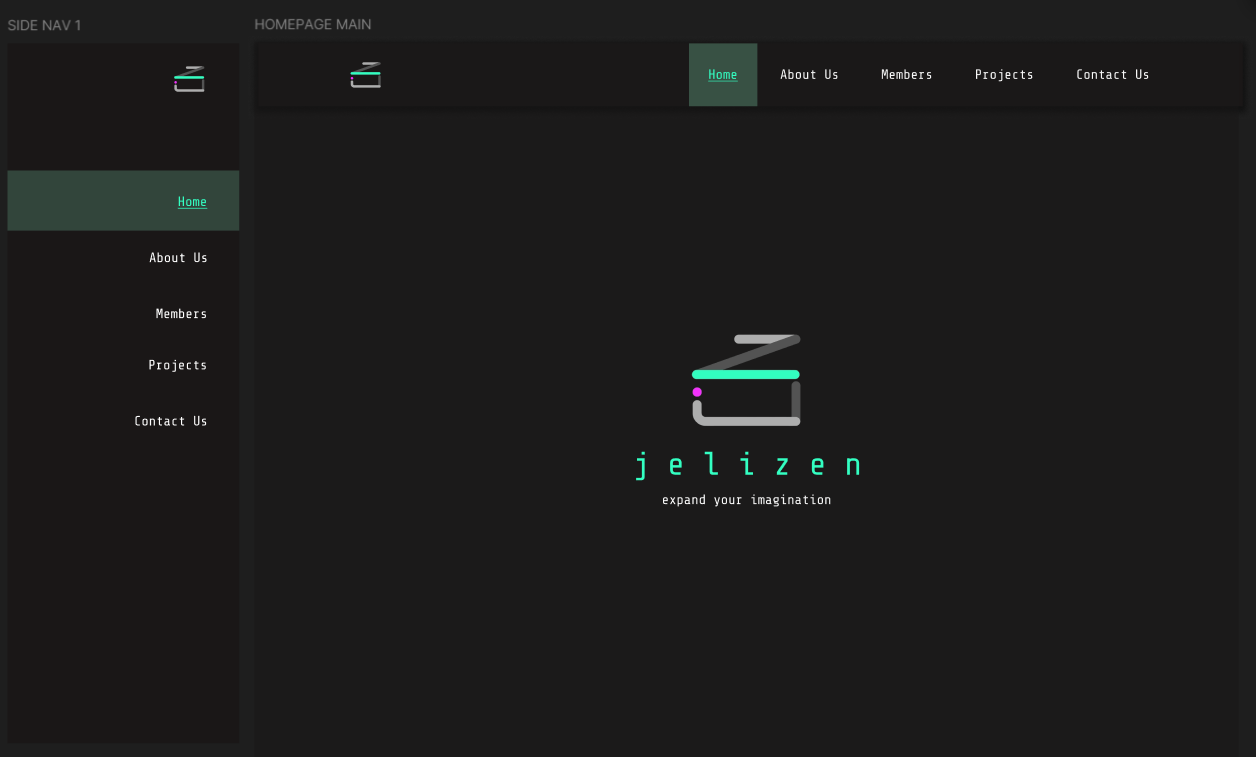 SIDE NAV 1
Home
About Us
Members
Projects
Contact Us
HOMEPAGE MAIN
Home About Us Members Projects Contact Us
jelizen
expand your imagination